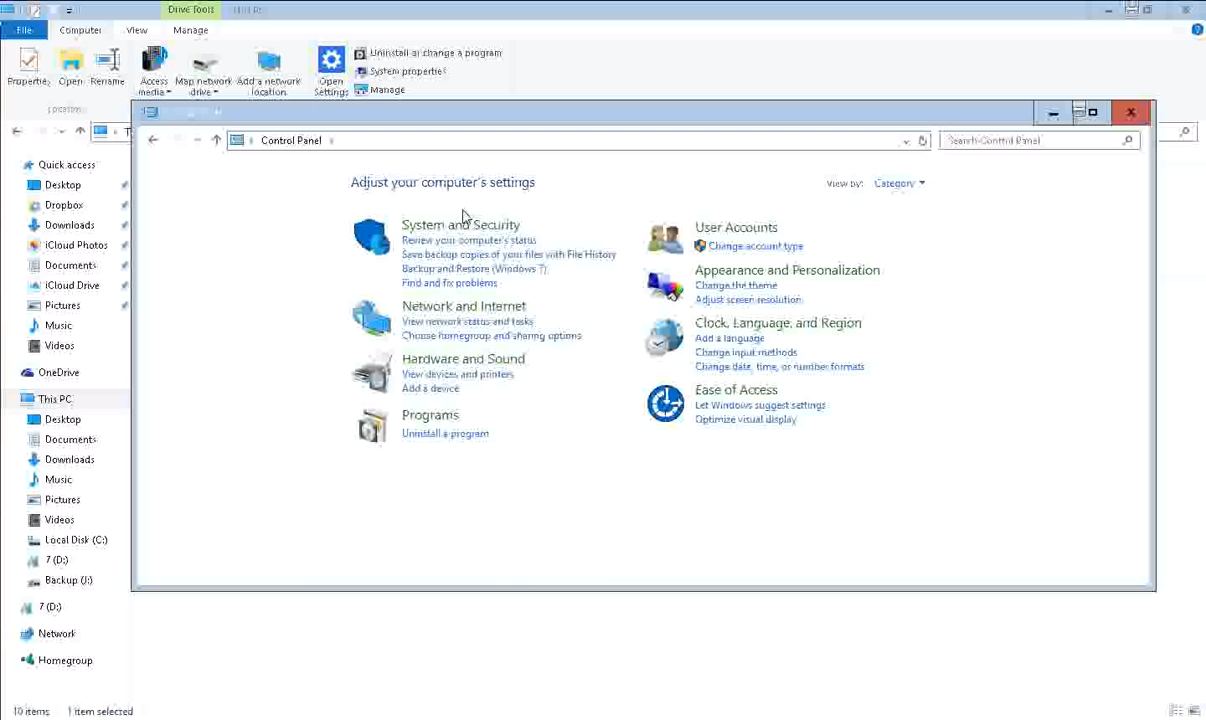 Drive Tools
File
Computer
View
Manage
Properties
Open
Rename
Access media
Map network drive
Add a network location
Open Settings
Uninstall or change a program
System properties
Manage
Location
T
Control Panel
Search Control Panel
Adjust your computer's settings
View by:
Category
System and Security
Review your computer's status
Save backup copies of your files with File History
Backup and Restore (Windows 7)
Find and fix problems
Network and Internet
View network status and tasks
Choose homegroup and sharing options
Hardware and Sound
View devices and printers
Add a device
Programs
Uninstall a program
User Accounts
Change account type
Appearance and Personalization
Change the theme
Adjust screen resolution
Clock, Language, and Region
Add a language
Change input methods
Change date, time, or number formats
Ease of Access
Let Windows suggest settings
Optimize visual display
Quick access
Desktop
Dropbox
Downloads
iCloud Photos
Documents
iCloud Drive
Pictures
Music
Videos
OneDrive
This PC
Desktop
Documents
Downloads
Music
Pictures
Videos
Local Disk (C:)
7 (D:)
Backup (J:)
7 (D:)
Network
Homegroup
10 items
1 item selected